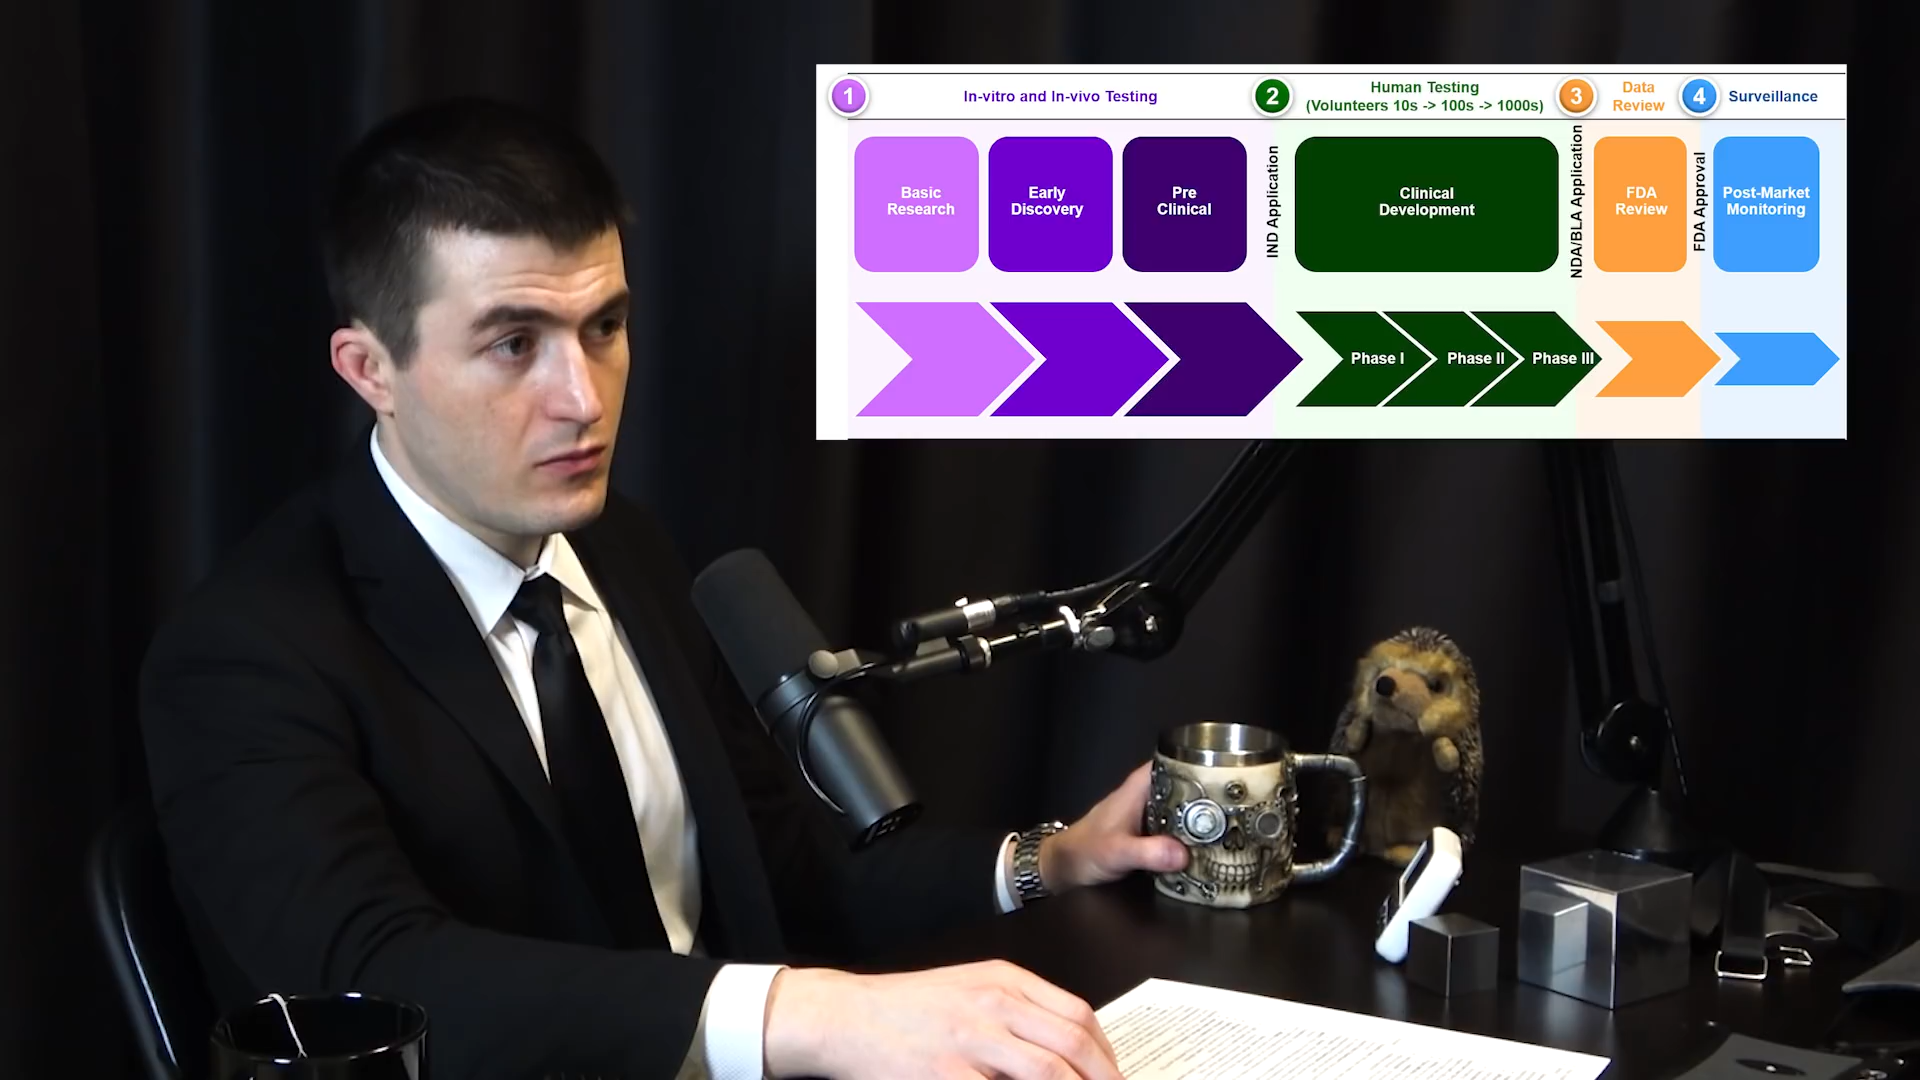 1
In-vitro and In-vivo Testing
2
Human Testing
(Volunteers 10s -> 100s -> 1000s)
3
Data
Review
4
Surveillance
Basic
Research
Early
Discovery
Pre
Clinical
IND Application
Clinical
Development
NDA/BLA Application
FDA
Review
FDA Approval
Post-Market
Monitoring
Phase I
Phase II
Phase III